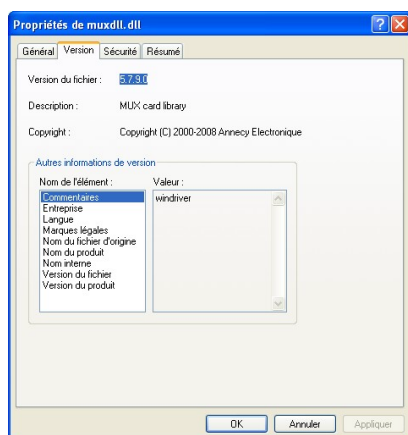 Propriétés de muxdll.dll
Général Version Sécurité Résumé
Version du fichier : 5.7.9.0
Description : MUX card library
Copyright : Copyright (C) 2000-2008 Annecy Electronique
Autres informations de version
Nom de l'élément : Valeur :
Commentaires windriver
Entreprise
Langue
Marques légales
Nom du fichier d'origine
Nom du produit
Nom interne
Version du fichier
Version du produit
OK Annuler Appliquer